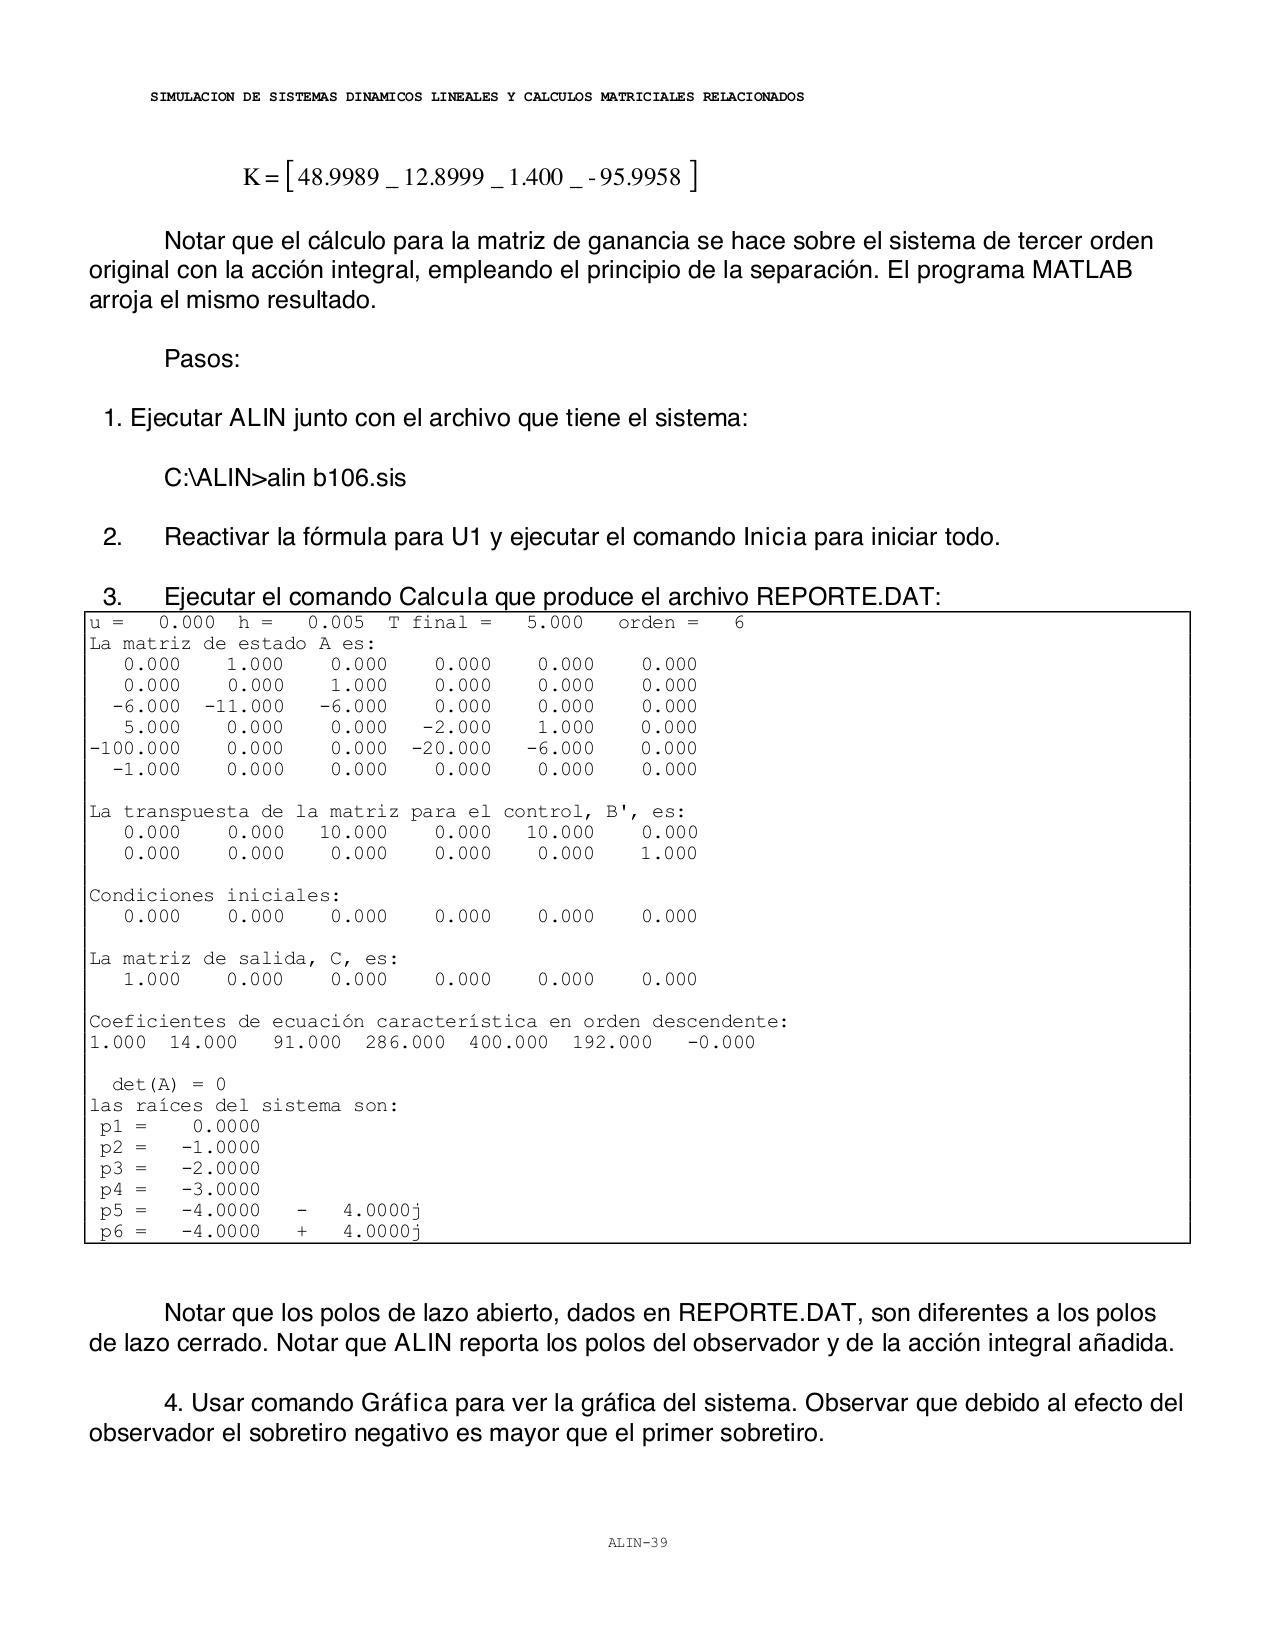 SIMULACION DE SISTEMAS DINAMICOS LINEALES Y CALCULOS MATRICIALES RELACIONADOS
K = [ 48.9989 _ 12.8999 _ 1.400 _ - 95.9958 ]
Notar que el cálculo para la matriz de ganancia se hace sobre el sistema de tercer orden
original con la acción integral, empleando el principio de la separación. El programa MATLAB
arroja el mismo resultado.
Pasos:
1. Ejecutar ALIN junto con el archivo que tiene el sistema:
C:\ALIN>alin b106.sis
2. Reactivar la fórmula para U1 y ejecutar el comando Inicia para iniciar todo.
3. Ejecutar el comando Calcula que produce el archivo REPORTE.DAT:
u = 0.000 h = 0.005 T final = 5.000 orden = 6
La matriz de estado A es:
0.000 1.000 0.000 0.000 0.000 0.000
0.000 0.000 1.000 0.000 0.000 0.000
-6.000 -11.000 -6.000 0.000 0.000 0.000
5.000 0.000 0.000 -2.000 1.000 0.000
-100.000 0.000 0.000 -20.000 -6.000 0.000
-1.000 0.000 0.000 0.000 0.000 0.000
La transpuesta de la matriz para el control, B', es:
0.000 0.000 10.000 0.000 10.000 0.000
0.000 0.000 0.000 0.000 0.000 1.000
Condiciones iniciales:
0.000 0.000 0.000 0.000 0.000 0.000
La matriz de salida, C, es:
1.000 0.000 0.000 0.000 0.000 0.000
Coeficientes de ecuación característica en orden descendente:
1.000 14.000 91.000 286.000 400.000 192.000 -0.000
det(A) = 0
las raíces del sistema son:
p1 = 0.0000
p2 = -1.0000
p3 = -2.0000
p4 = -3.0000
p5 = -4.0000 - 4.0000j
p6 = -4.0000 + 4.0000j
Notar que los polos de lazo abierto, dados en REPORTE.DAT, son diferentes a los polos
de lazo cerrado. Notar que ALIN reporta los polos del observador y de la acción integral añadida.
4. Usar comando Gráfica para ver la gráfica del sistema. Observar que debido al efecto del
observador el sobretiro negativo es mayor que el primer sobretiro.
ALIN-39